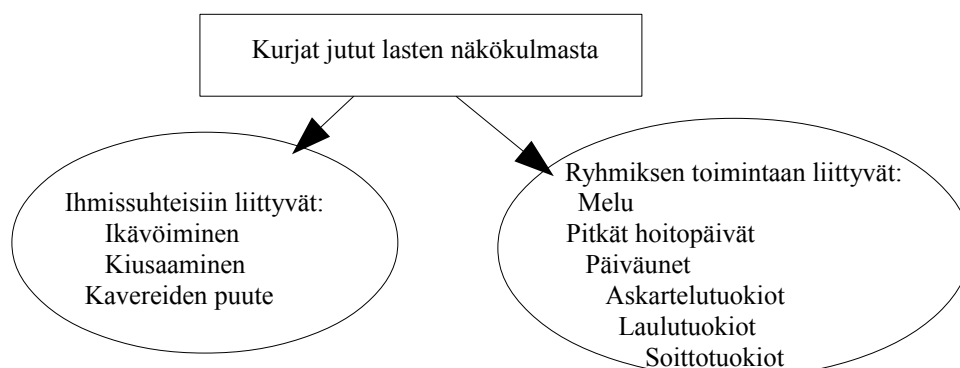 Kurjat jutut lasten näkökulmasta
Ihmissuhteisiin liittyvät:
Ikävöiminen
Kiusaaminen
Kavereiden puute
Ryhmiksen toimintaan liittyvät:
Melu
Pitkät hoitopäivät
Päiväunet
Askartelutuokiot
Laulutuokiot
Soittotuokiot